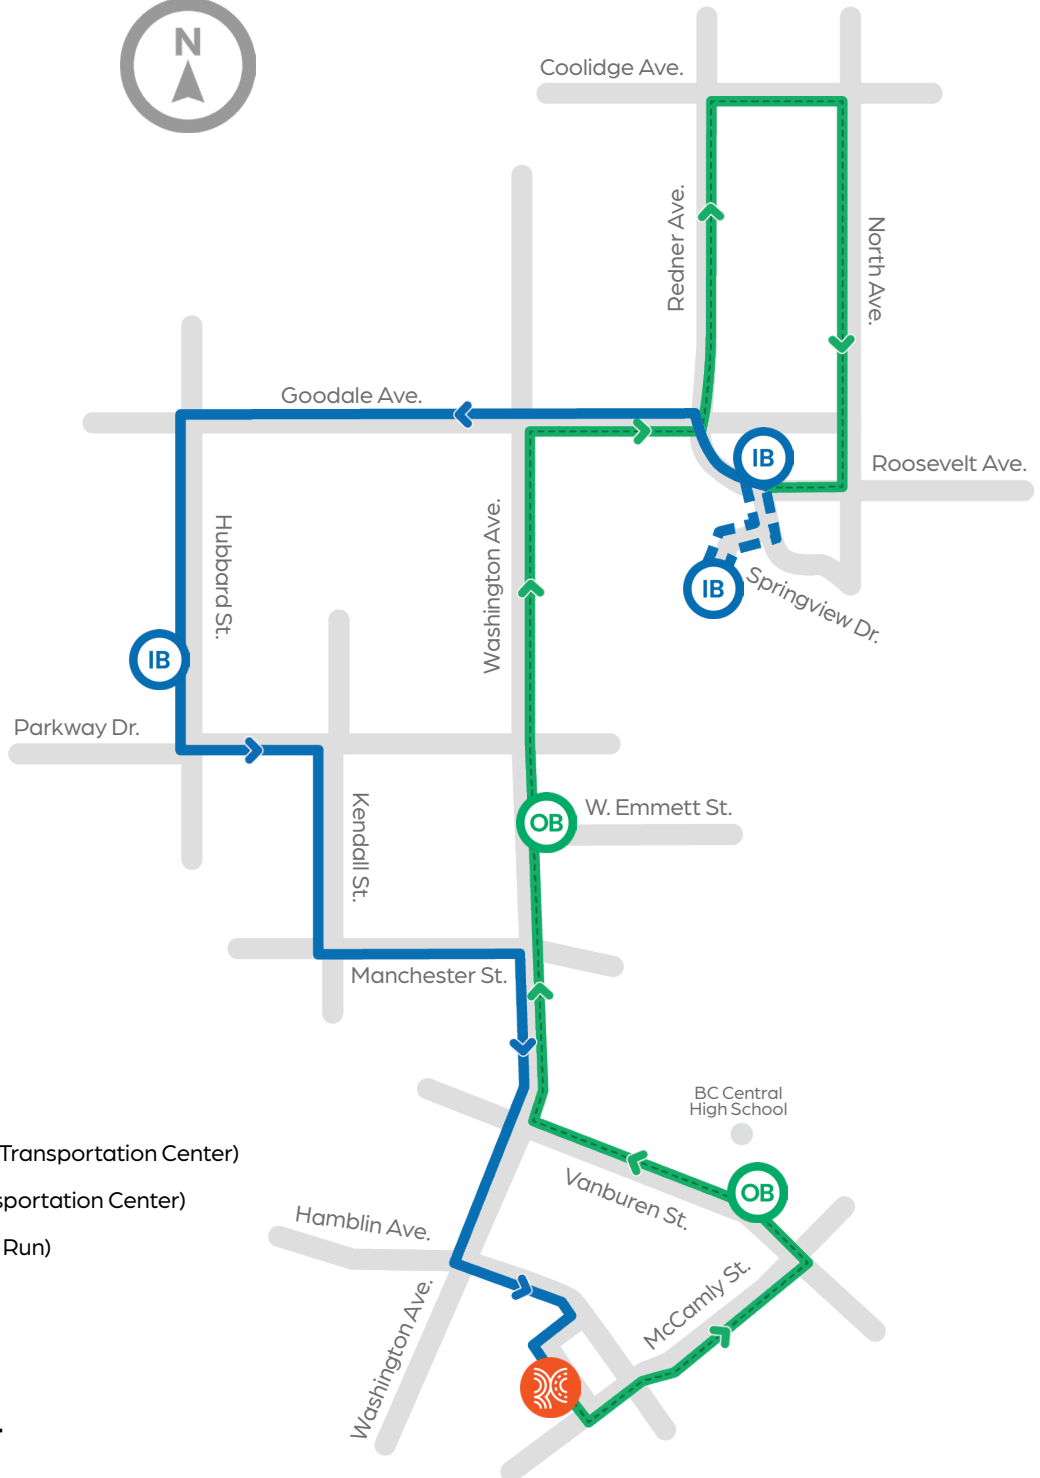 N
Coolidge Ave.
Redner Ave.
North Ave.
Goodale Ave.
IB
Roosevelt Ave.
Hubbard St.
Washington Ave.
IB
Springview Dr.
IB
Parkway Dr.
Kendall St.
OB
W. Emmett St.
Manchester St.
BC Central
High School
Transportation Center)
sportation Center)
Run)
Vanburen St.
OB
Hamblin Ave.
McCamly St.
Washington Ave.